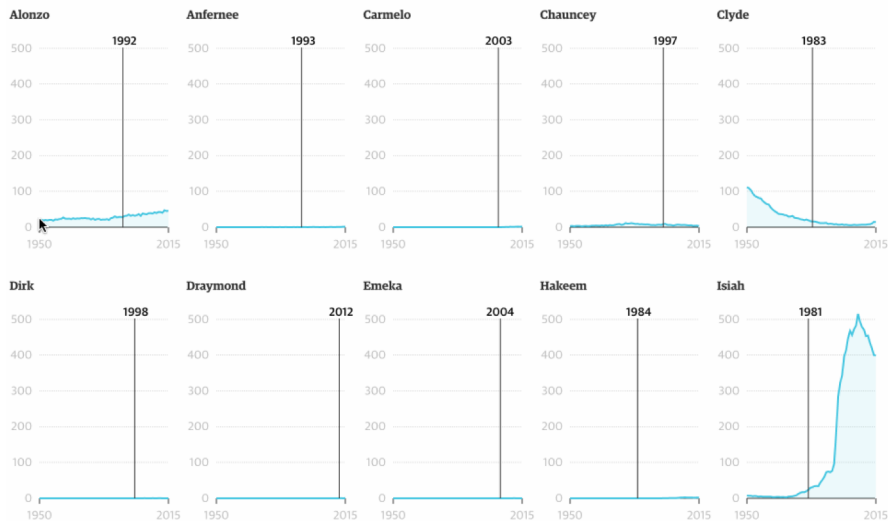 Alonzo Anfernee Carmelo Chauncey Clyde
1992 1993 2003 1997 1983
500 500 500 500 500
400 400 400 400 400
300 300 300 300 300
200 200 200 200 200
100 100 100 100 100
0 0 0 0 0
1950 2015 1950 2015 1950 2015 1950 2015 1950 2015
Dirk Draymond Emeka Hakeem Isiah
1998 2012 2004 1984 1981
500 500 500 500 500
400 400 400 400 400
300 300 300 300 300
200 200 200 200 200
100 100 100 100 100
0 0 0 0 0
1950 2015 1950 2015 1950 2015 1950 2015 1950 2015